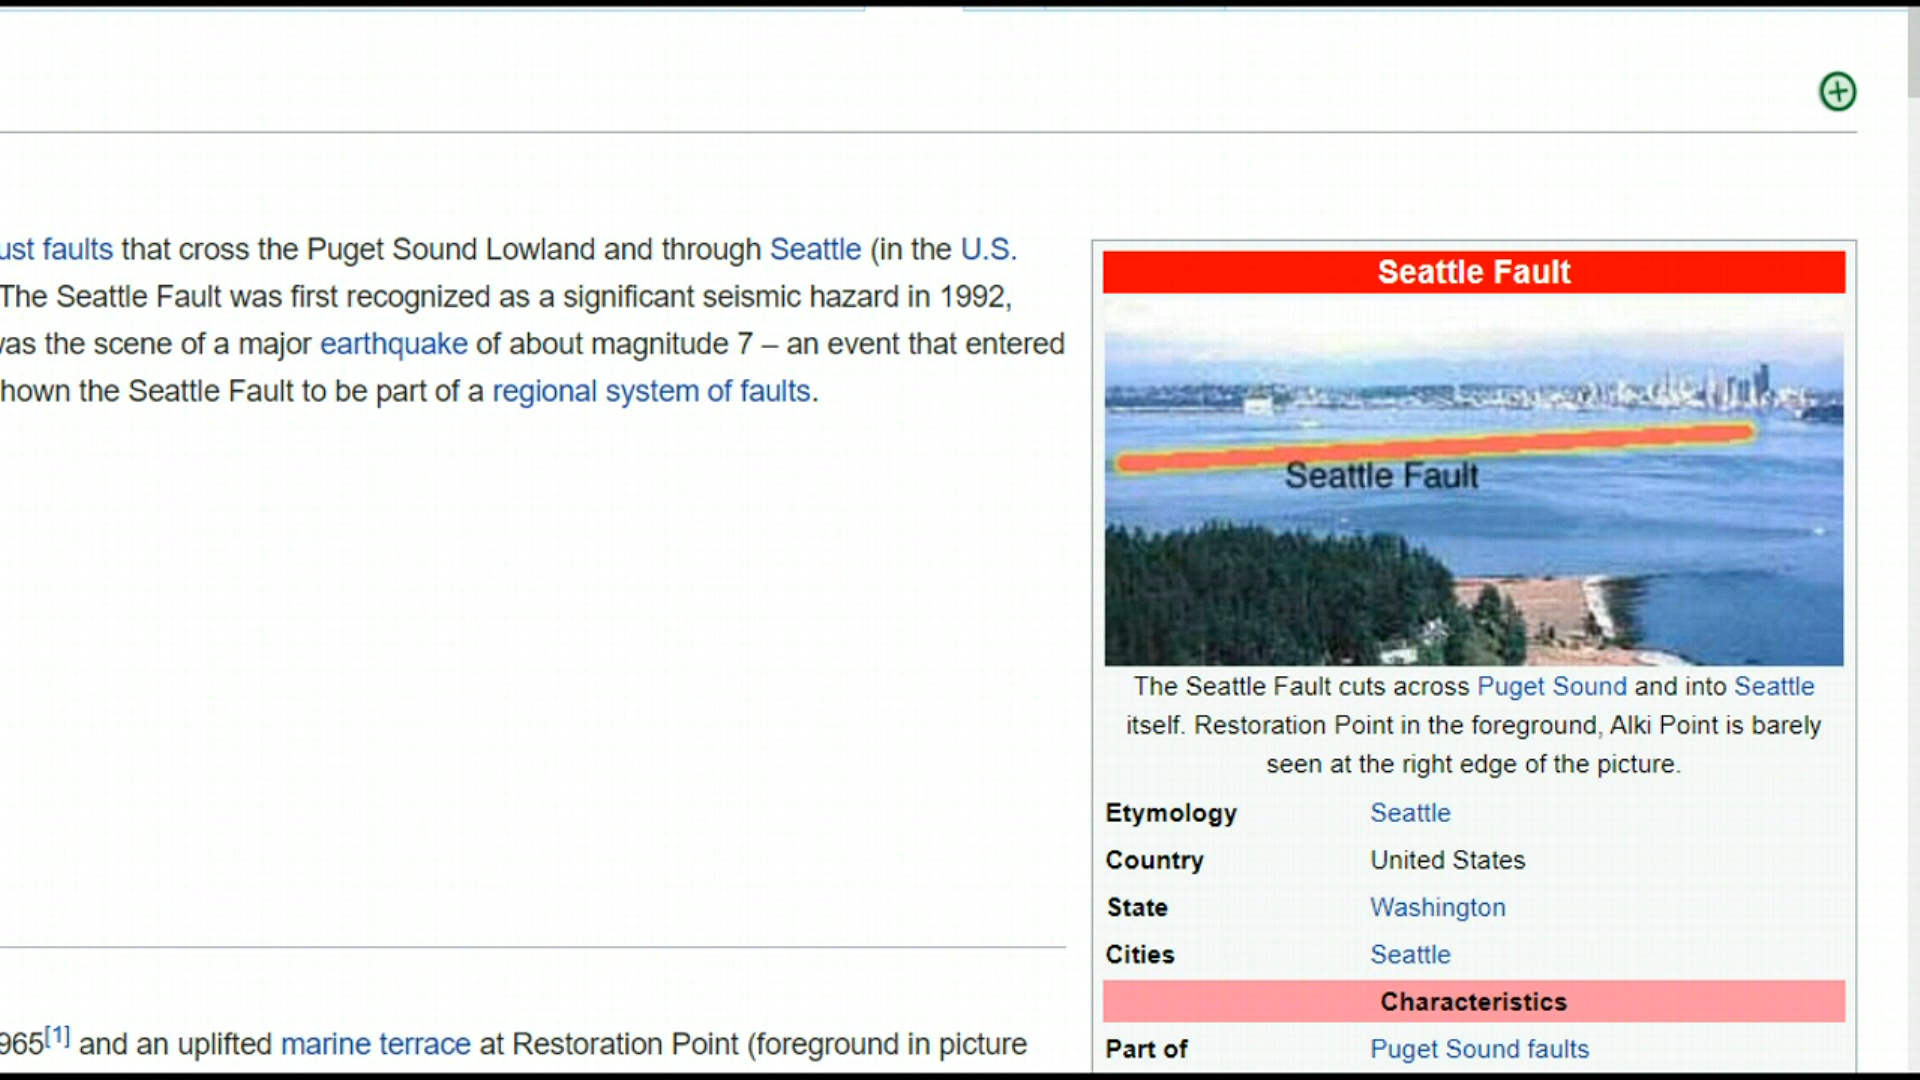 ust faults that cross the Puget Sound Lowland and through Seattle (in the U.S.
The Seattle Fault was first recognized as a significant seismic hazard in 1992,
was the scene of a major earthquake of about magnitude 7 – an event that entered
hown the Seattle Fault to be part of a regional system of faults.
965[1] and an uplifted marine terrace at Restoration Point (foreground in picture
Seattle Fault
Seattle Fault
The Seattle Fault cuts across Puget Sound and into Seattle
itself. Restoration Point in the foreground, Alki Point is barely
seen at the right edge of the picture.
Etymology Seattle
Country United States
State Washington
Cities Seattle
Characteristics
Part of Puget Sound faults